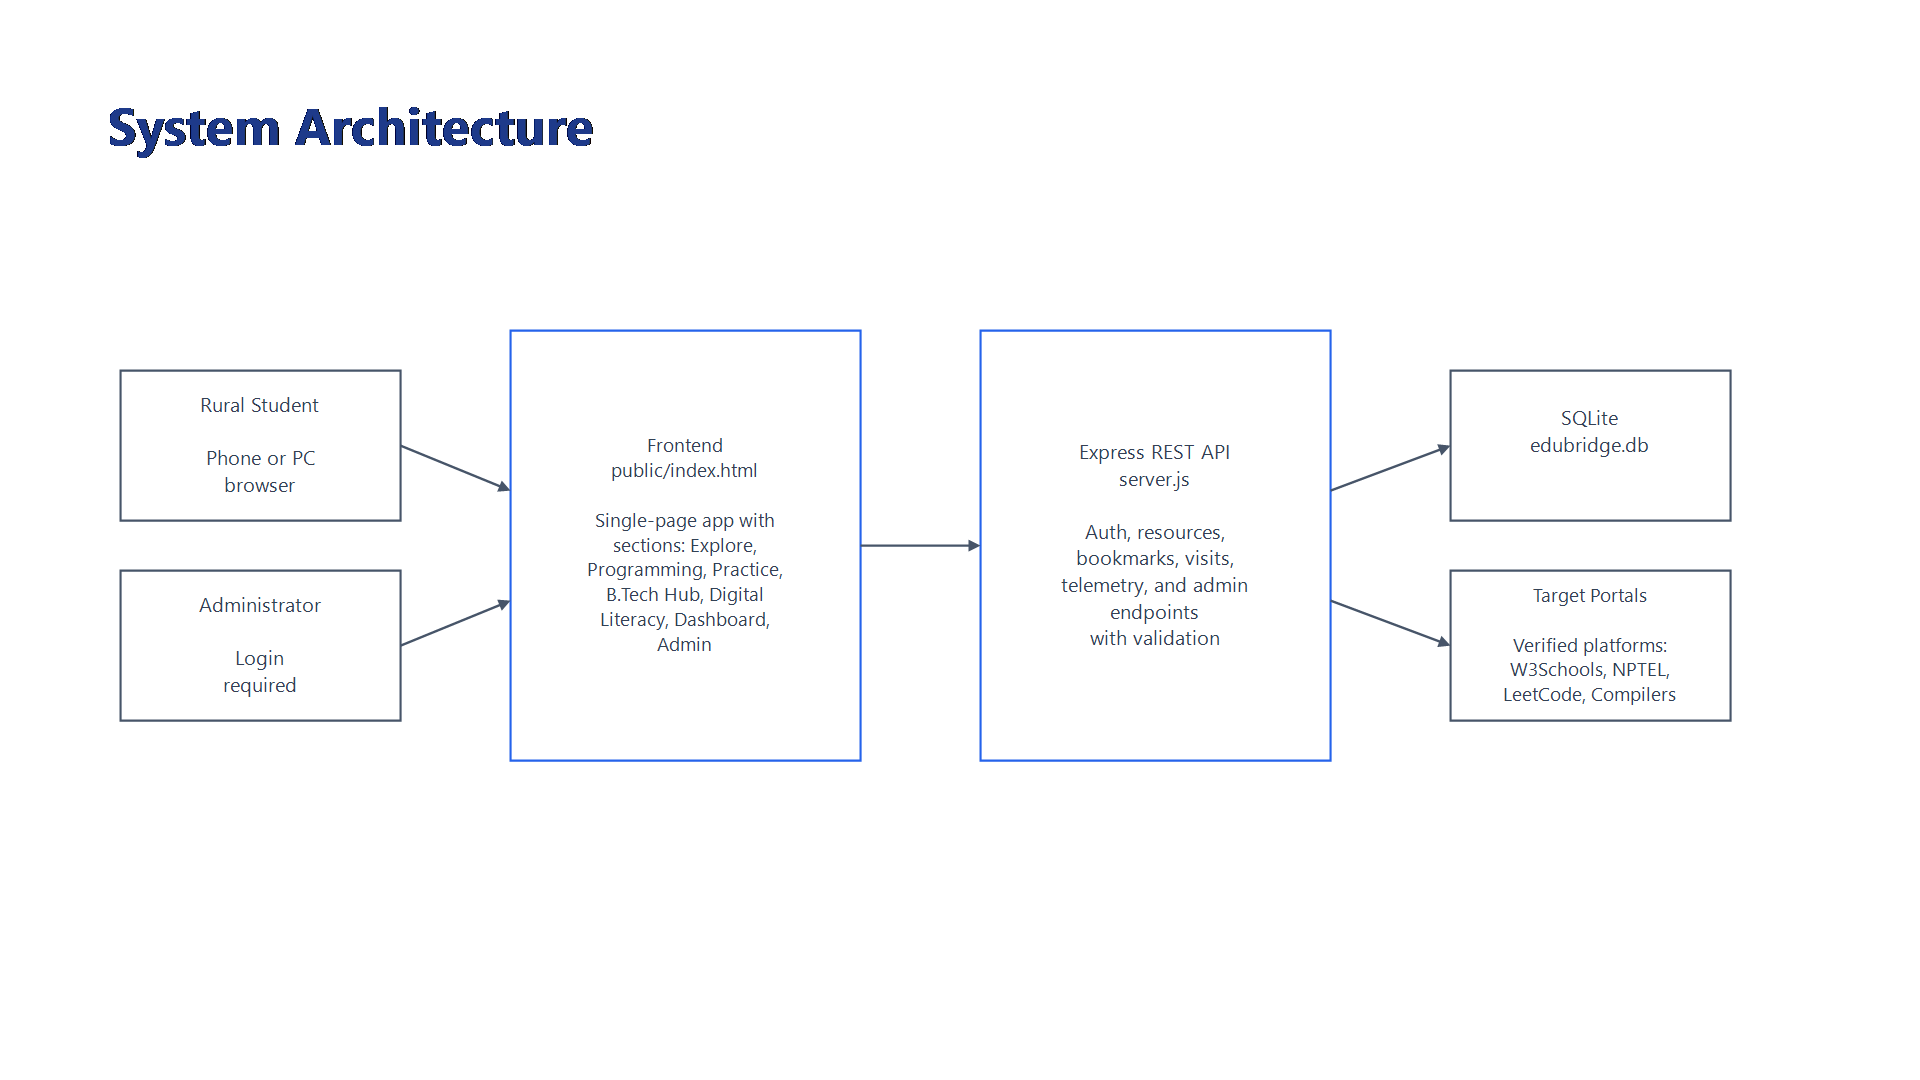 System Architecture
Rural Student
Phone or PC
browser
Administrator
Login
required
Frontend
public/index.html
Single-page app with
sections: Explore,
Programming, Practice,
B.Tech Hub, Digital
Literacy, Dashboard,
Admin
Express REST API
server.js
Auth, resources,
bookmarks, visits,
telemetry, and admin
endpoints
with validation
SQLite
edubridge.db
Target Portals
Verified platforms:
W3Schools, NPTEL,
LeetCode, Compilers